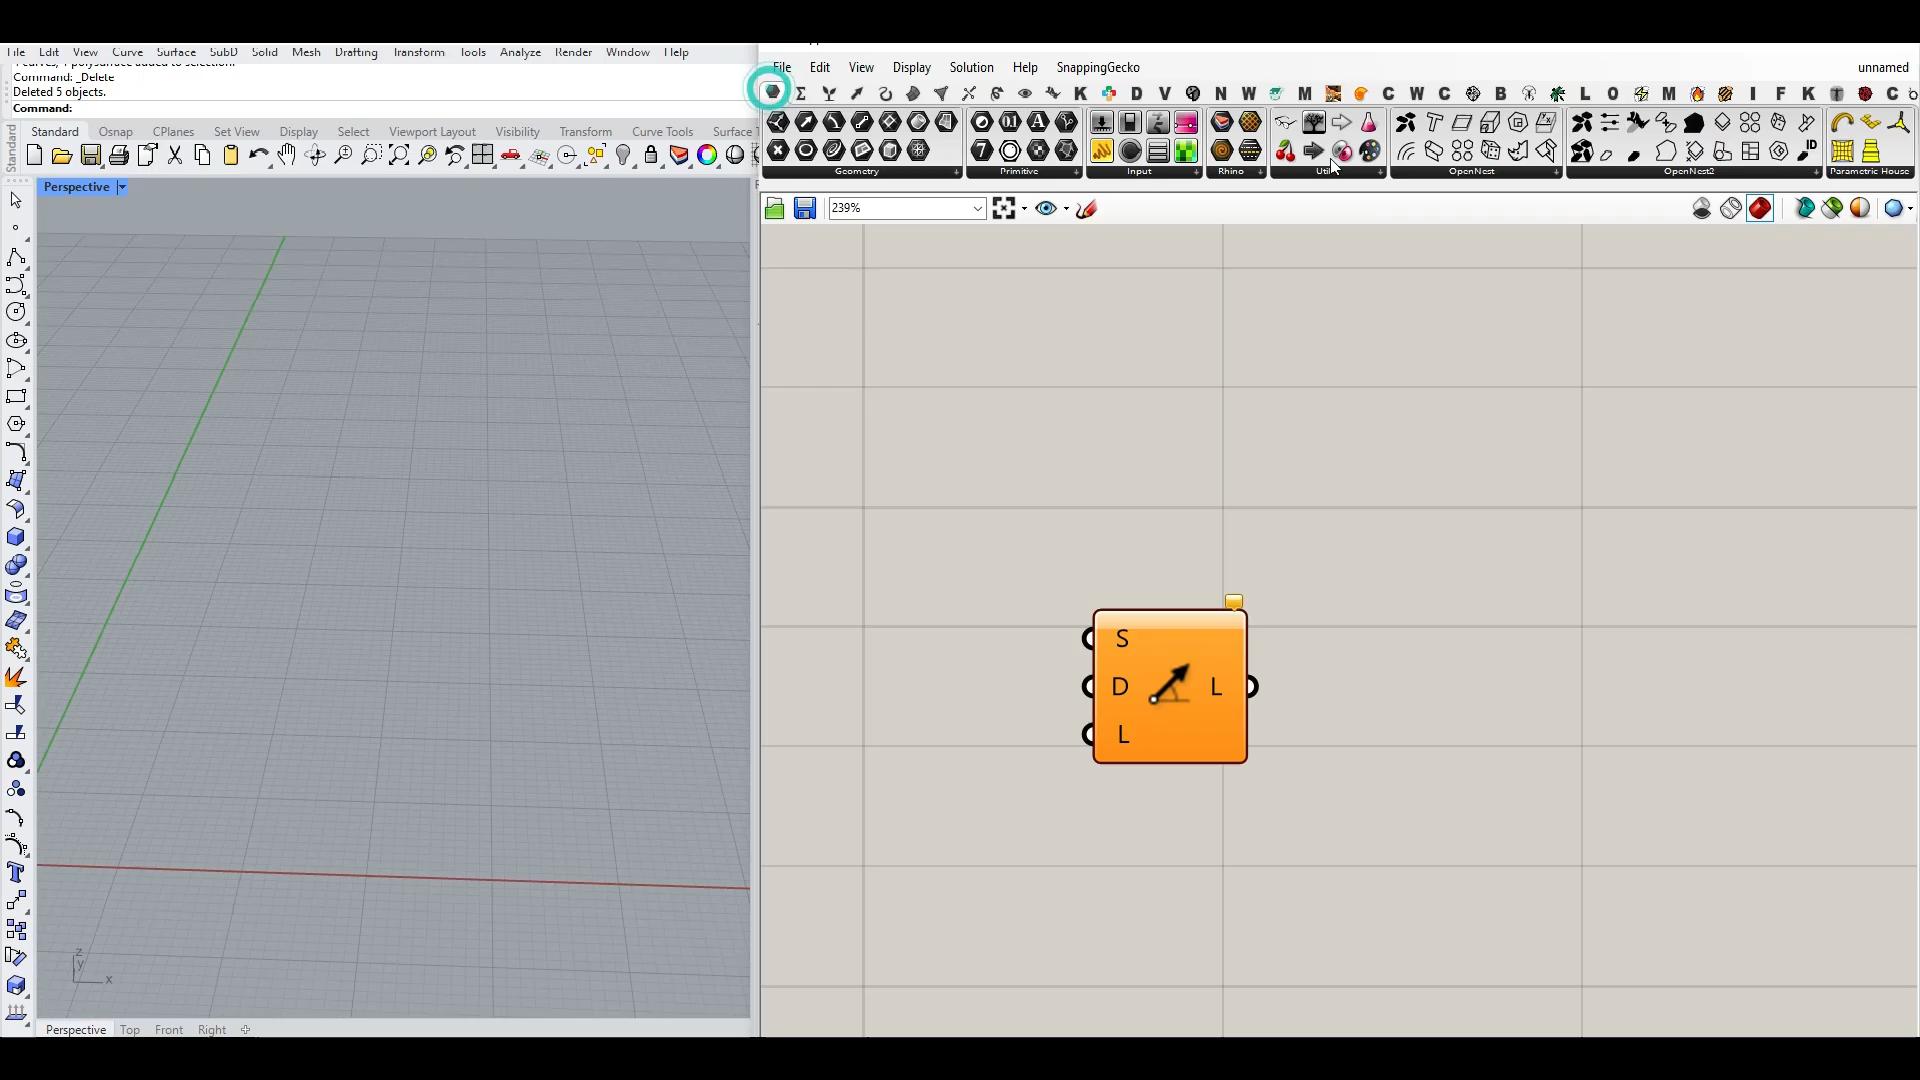 File Edit View Curve Surface SubD Solid Mesh Drafting Transform Tools Analyze Render Window Help
Command: _Delete
Deleted 5 objects.
Command:
Standard Osnap CPlanes Set View Display Select Viewport Layout Visibility Transform Curve Tools Surface T
Standard
Perspective
z
y
x
Perspective Top Front Right
File Edit View Display Solution Help SnappingGecko unnamed
K D V N W M C W C B L O M I F K C
Geometry Primitive Input Rhino Util OpenNest OpenNest2 Parametric House
239%
S
D L
L